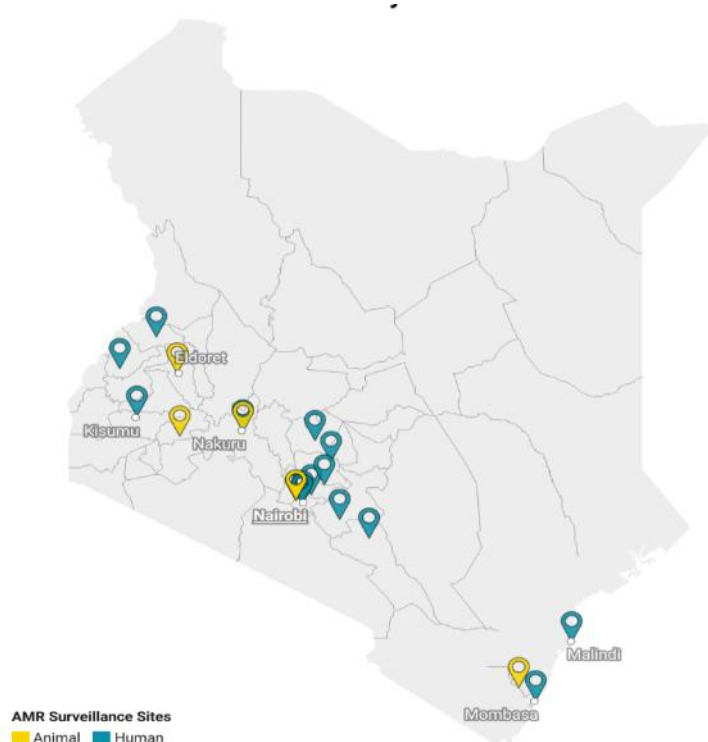 Eldoret
Kisumu
Nakuru
Nairobi
Malindi
Mombasa
AMR Surveillance Sites
Animal Human